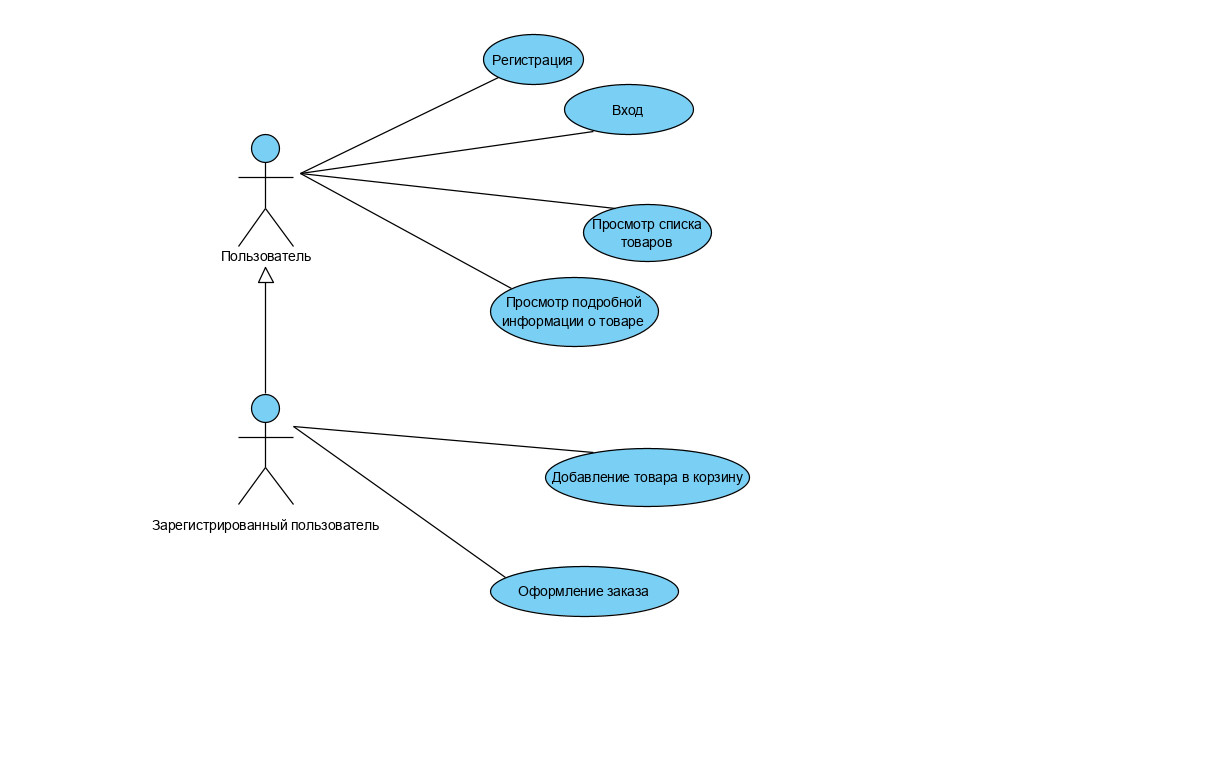 Регистрация
Вход
Просмотр списка
товаров
Пользователь
Просмотр подробной
информации о товаре
Добавление товара в корзину
Зарегистрированный пользователь
Оформление заказа